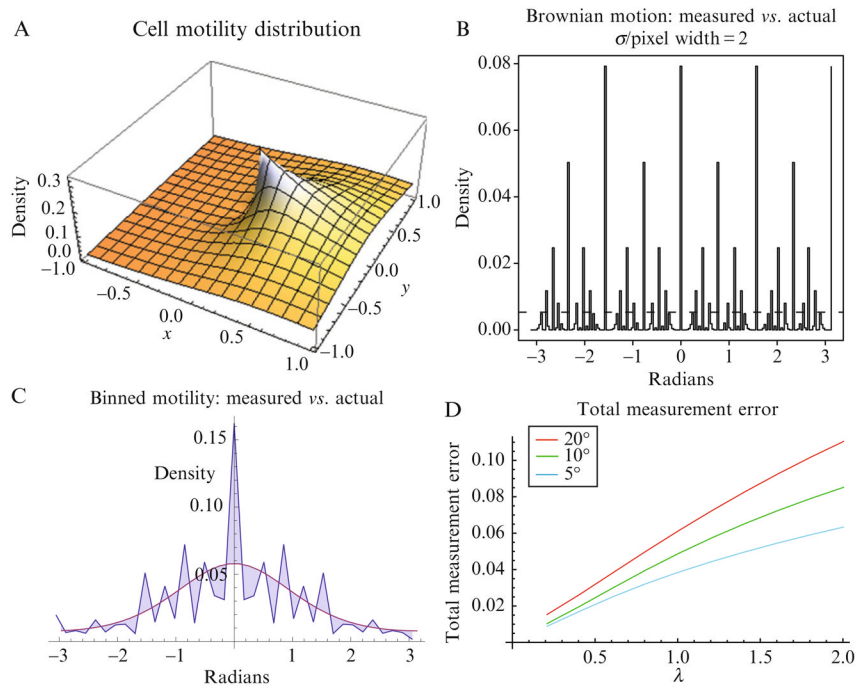 A
Cell motility distribution
Density
0.3
0.2
0.1
0.0
−1.0
−0.5
0.0
x
0.5
1.0
−1.0
−0.5
0.0
y
0.5
1.0
B
Brownian motion: measured vs. actual
σ/pixel width = 2
Density
0.08
0.06
0.04
0.02
0.00
−3 −2 −1 0 1 2 3
Radians
C
Binned motility: measured vs. actual
0.15
Density
0.10
0.05
−3 −1 1 3
Radians
D
Total measurement error
20°
10°
5°
Total measurement error
0.10
0.08
0.06
0.04
0.02
0.5 1.0 1.5 2.0
λ